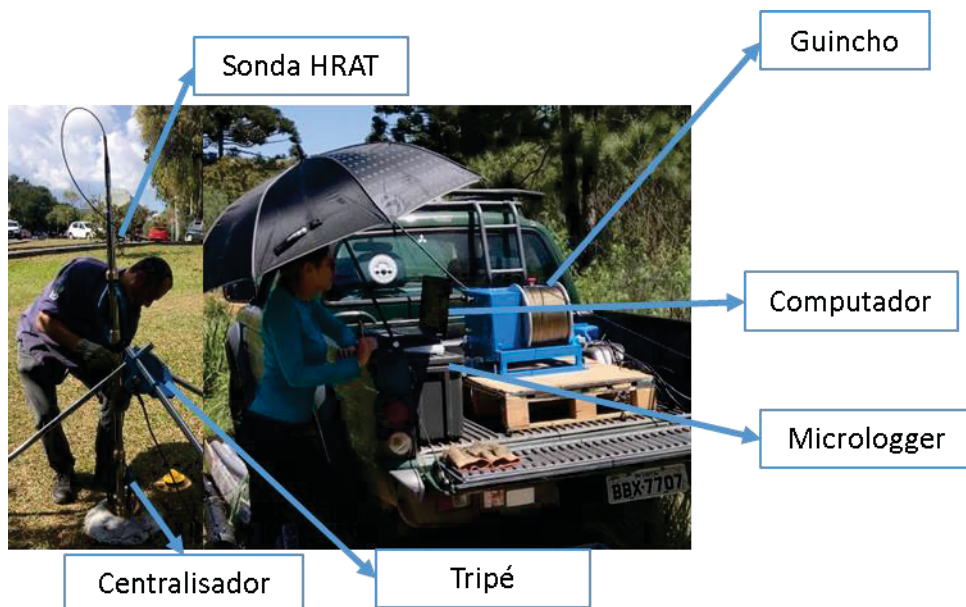 Guincho
Sonda HRAT
Computador
Micrologger
BBX-7707
Centralisador
Tripé